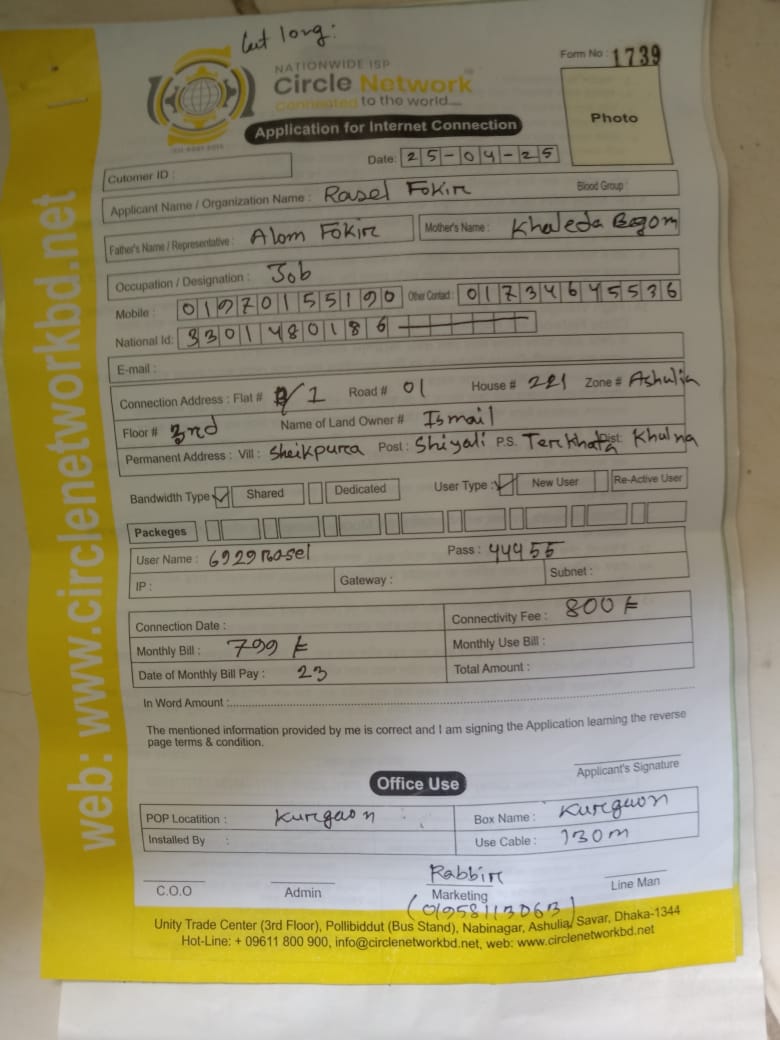 Lat long:
NATIONWIDE ISP
Circle Network
Connected to the world....
Form No : 1739
Photo
Application for Internet Connection
Date: 25-04-25
Cutomer ID :
Applicant Name / Organization Name : Rasel Fokir Blood Group :
Father's Name / Representative : Alom Fokir Mother's Name : Khaleda Begom
Occupation / Designation : Job
Mobile : 01970155190 Other Contact : 01734645536
National Id: 3301480186
E-mail :
Connection Address : Flat # 1 Road # 01 House # 221 Zone # Ashulia
Floor # 3rd Name of Land Owner # Ismail
Permanent Address : Vill : Sheikpura Post : Shiyali P.S. Terkhada Dist: Khulna
Bandwidth Type Shared Dedicated User Type : New User Re-Active User
Packeges
User Name : 6929rasel Pass : 44455
IP : Gateway : Subnet :
Connection Date : Connectivity Fee : 800 ৳
Monthly Bill : 799 ৳ Monthly Use Bill :
Date of Monthly Bill Pay : 23 Total Amount :
In Word Amount :
The mentioned information provided by me is correct and I am signing the Application learning the reverse
page terms & condition.
Applicant's Signature
Office Use
POP Locatition : Kurgaon Box Name : Kurgaon
Installed By : Use Cable : 130m
Rabbir
C.O.O Admin Marketing Line Man
(01958113063)
Unity Trade Center (3rd Floor), Pollibiddut (Bus Stand), Nabinagar, Ashulia, Savar, Dhaka-1344
Hot-Line: + 09611 800 900, info@circlenetworkbd.net, web: www.circlenetworkbd.net
web: www.circlenetworkbd.net